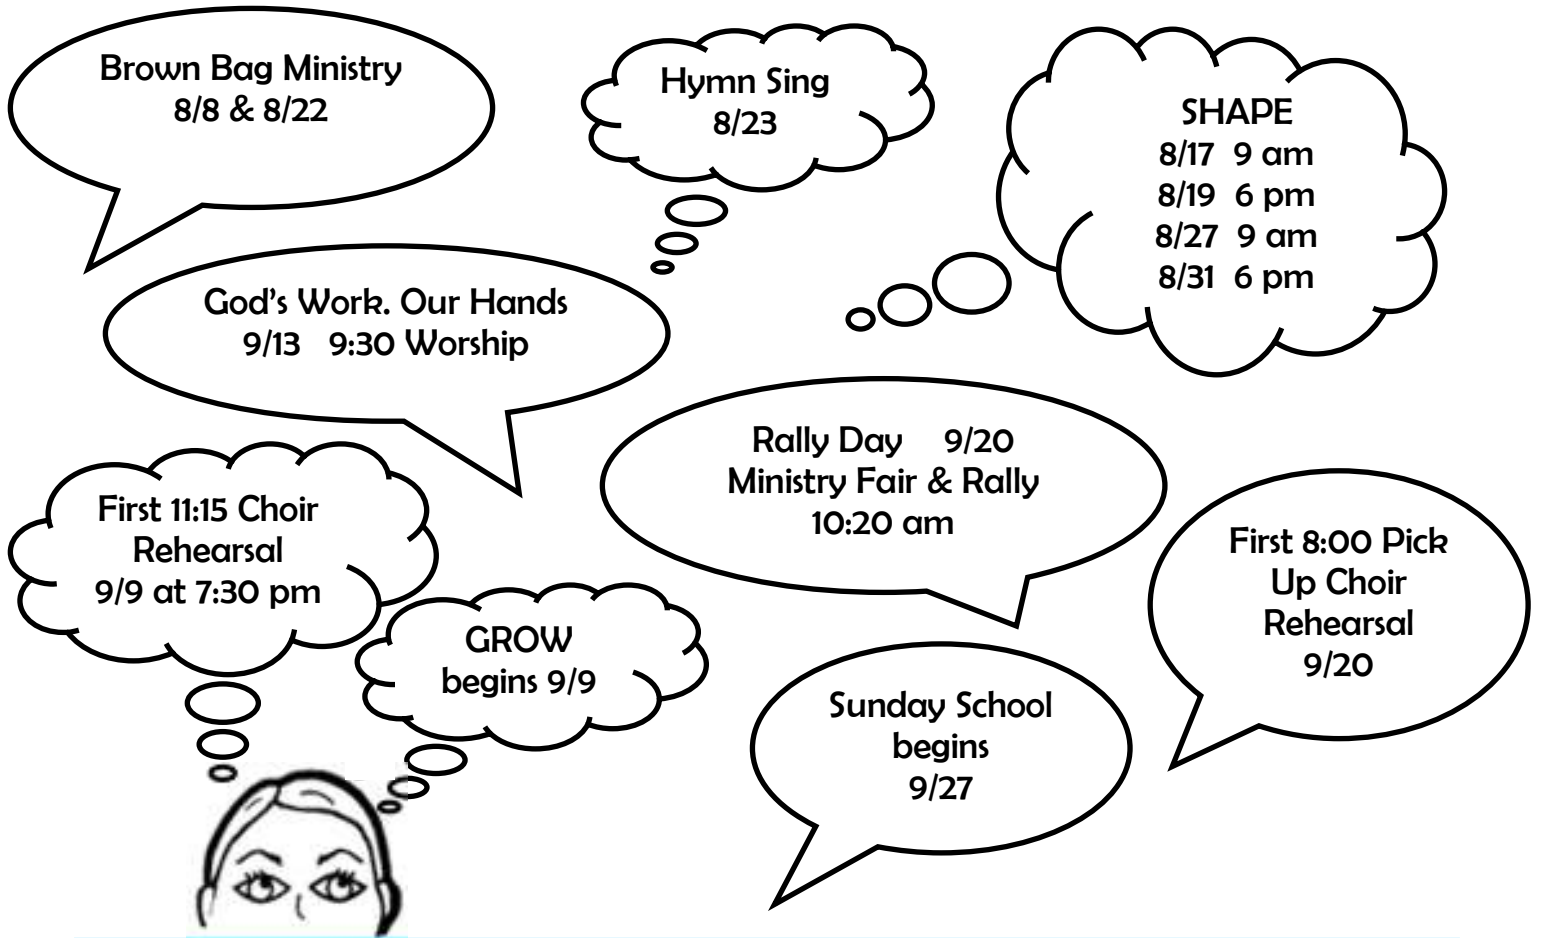 Brown Bag Ministry
8/8 & 8/22
Hymn Sing
8/23
SHAPE
8/17 9 am
8/19 6 pm
8/27 9 am
8/31 6 pm
God's Work. Our Hands
9/13 9:30 Worship
Rally Day 9/20
Ministry Fair & Rally
10:20 am
First 11:15 Choir
Rehearsal
9/9 at 7:30 pm
First 8:00 Pick
Up Choir
Rehearsal
9/20
GROW
begins 9/9
Sunday School
begins
9/27